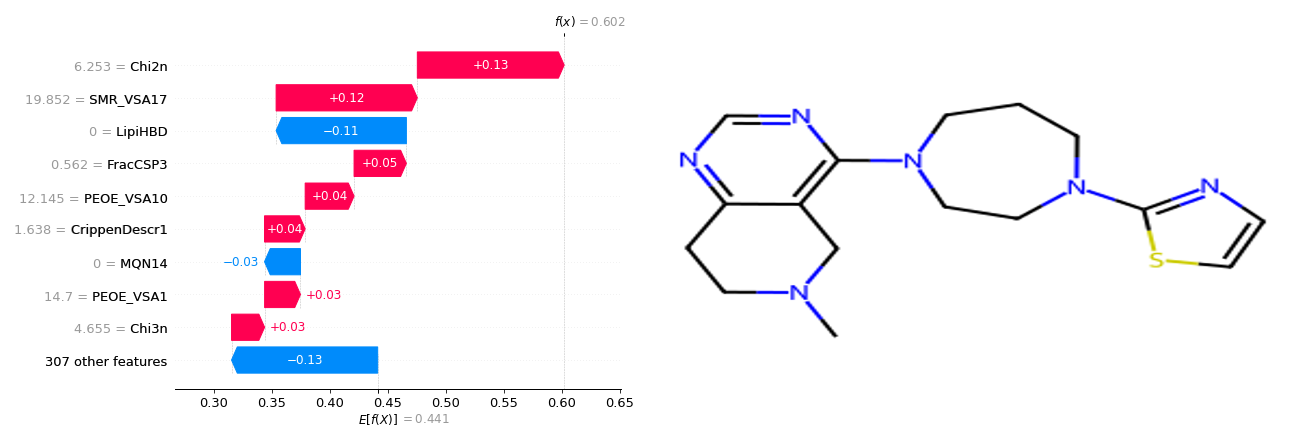 f(x) = 0.602
6.253 = Chi2n
+0.13
19.852 = SMR_VSA17
+0.12
0 = LipiHBD
−0.11
0.562 = FracCSP3
+0.05
12.145 = PEOE_VSA10
+0.04
1.638 = CrippenDescr1
+0.04
0 = MQN14
−0.03
14.7 = PEOE_VSA1
+0.03
4.655 = Chi3n
+0.03
307 other features
−0.13
0.30 0.35 0.40 0.45 0.50 0.55 0.60 0.65
E[f(X)] = 0.441
N
N
N
N
N
N
S